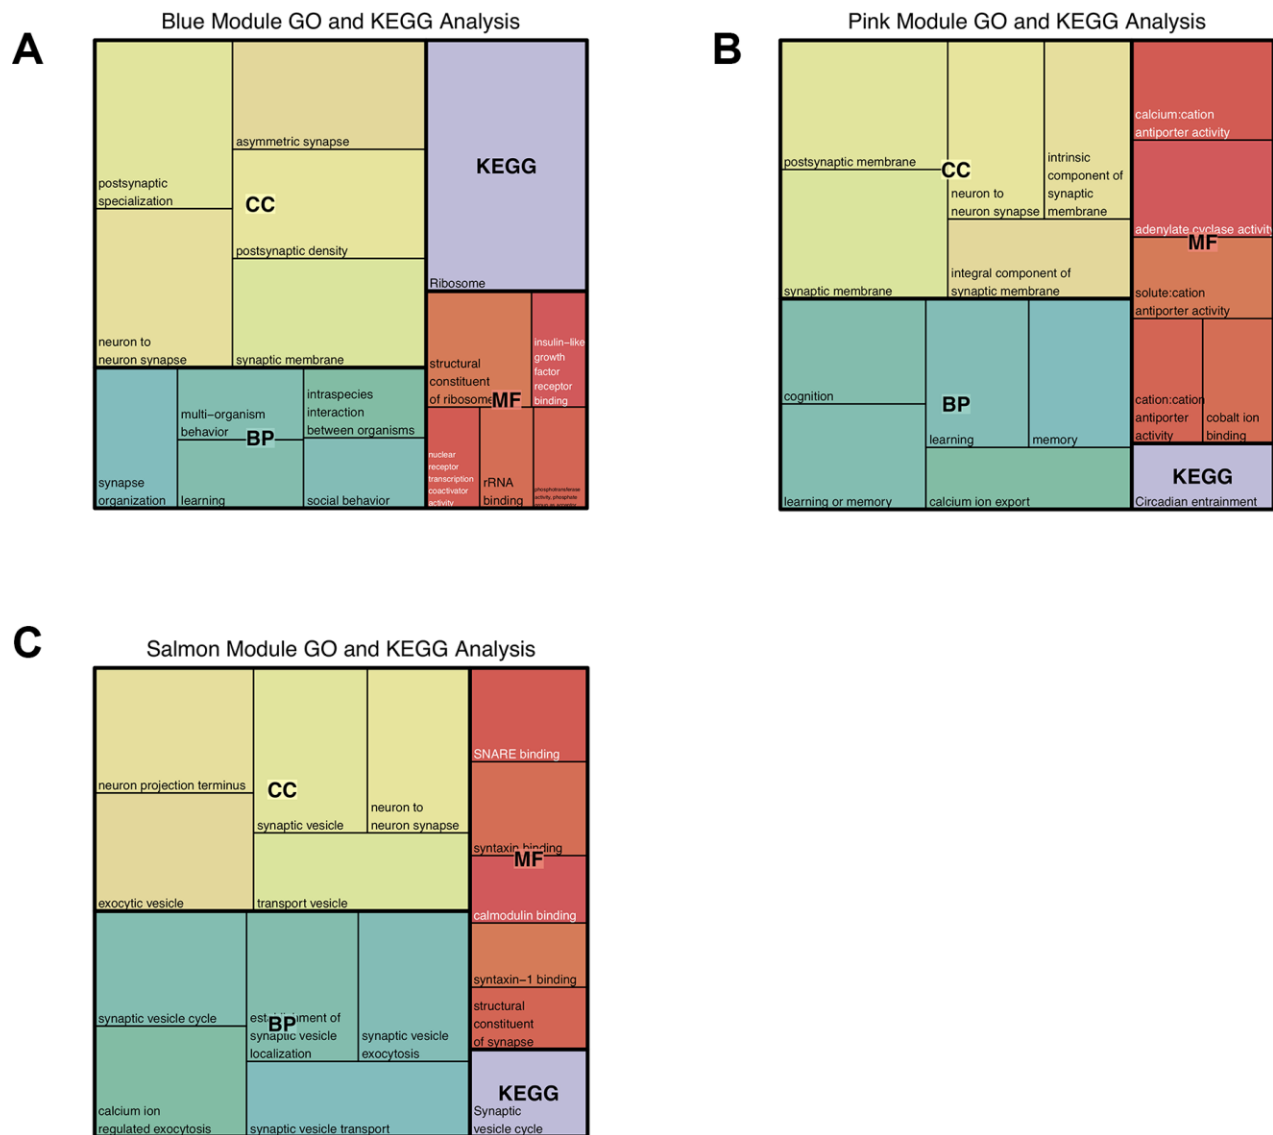 A
Blue Module GO and KEGG Analysis
postsynaptic
specialization
asymmetric synapse
CC
postsynaptic density
neuron to
neuron synapse
synaptic membrane
KEGG
Ribosome
synapse
organization
multi−organism
behavior
BP
learning
intraspecies
interaction
between organisms
social behavior
structural
constituent
of ribosome
MF
insulin−like
growth
factor
receptor
binding
nuclear
receptor
transcription
coactivator
activity
rRNA
binding
phosphotransferase
activity, phosphate
B
Pink Module GO and KEGG Analysis
postsynaptic membrane
synaptic membrane
CC
neuron to
neuron synapse
intrinsic
component of
synaptic
membrane
integral component of
synaptic membrane
cognition
learning or memory
BP
learning
memory
calcium ion export
calcium:cation
antiporter activity
adenylate cyclase activity
MF
solute:cation
antiporter activity
cation:cation
antiporter
activity
cobalt ion
binding
KEGG
Circadian entrainment
C
Salmon Module GO and KEGG Analysis
neuron projection terminus
exocytic vesicle
CC
synaptic vesicle
neuron to
neuron synapse
transport vesicle
synaptic vesicle cycle
calcium ion
regulated exocytosis
BP
establishment of
synaptic vesicle
localization
synaptic vesicle
exocytosis
synaptic vesicle transport
SNARE binding
syntaxin binding
MF
calmodulin binding
syntaxin−1 binding
structural
constituent
of synapse
KEGG
Synaptic
vesicle cycle